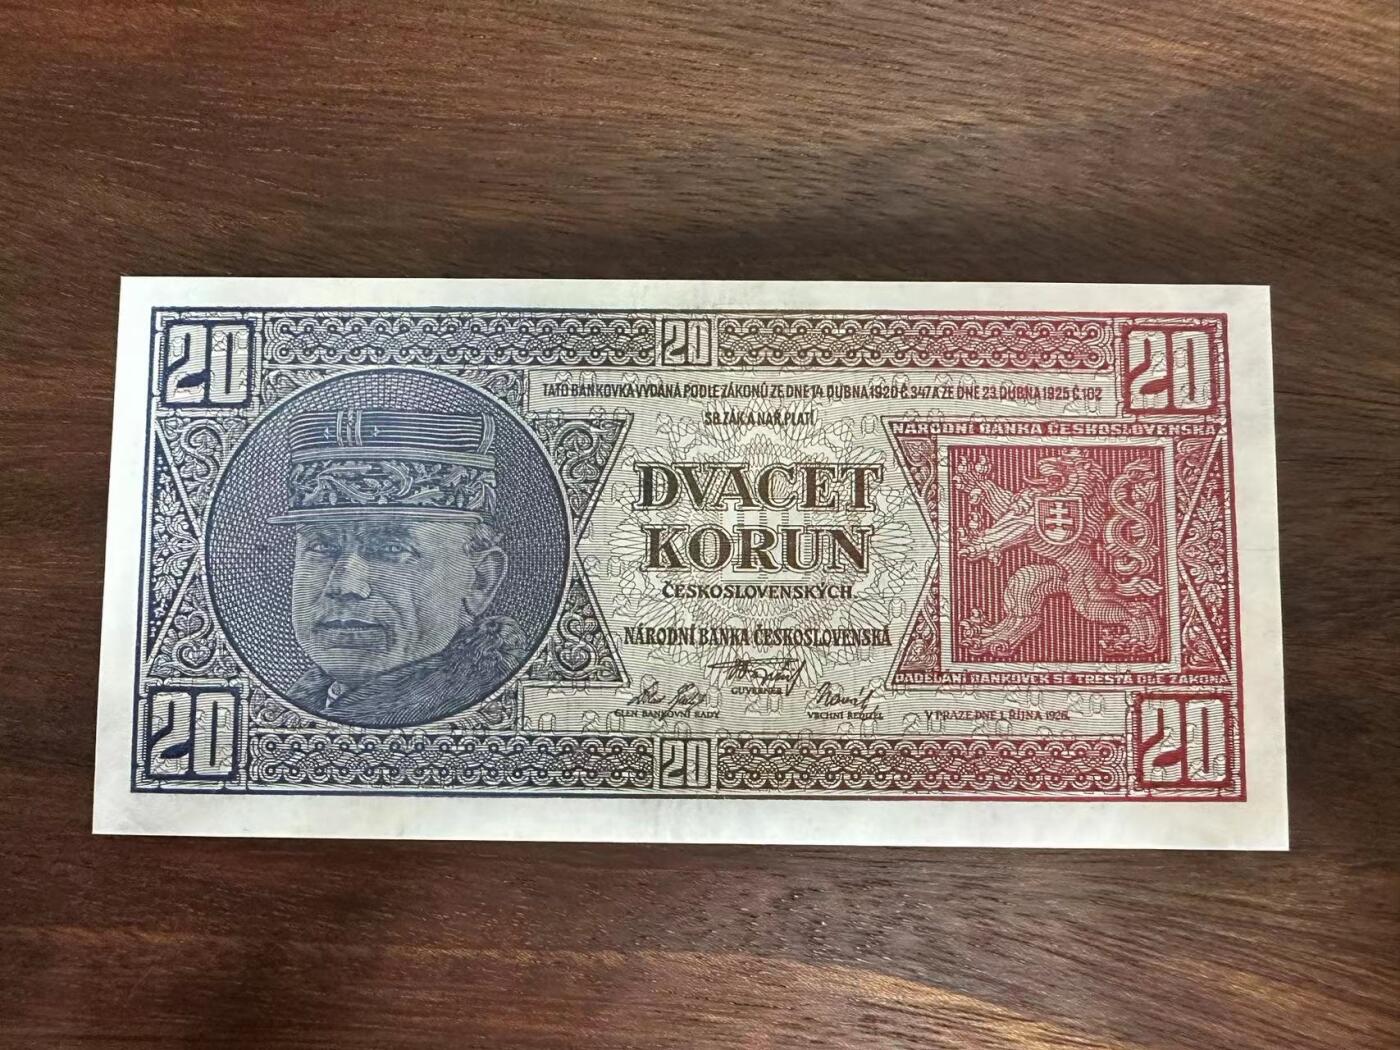 20
20
20
TATO BANKOVKA VYDÁNA PODLE ZÁKONŮ ZE DNE 14. DUBNA 1920 Č. 347 A ZE DNE 23. DUBNA 1925 Č. 102
SB. ZÁK. A NAŘ. PLATÍ
NÁRODNÍ BANKA ČESKOSLOVENSKÁ
DVACET
KORUN
ČESKOSLOVENSKÝCH.
NÁRODNÍ BANKA ČESKOSLOVENSKÁ
GUVERNER
PADĚLÁNÍ BANKOVEK SE TRESTÁ DLE ZÁKONA
ČLEN BANKOVNÍ RADY
VRCHNÍ ŘEDITEL
V PRAZE DNE 1. ŘÍJNA 1926.
20
20
20